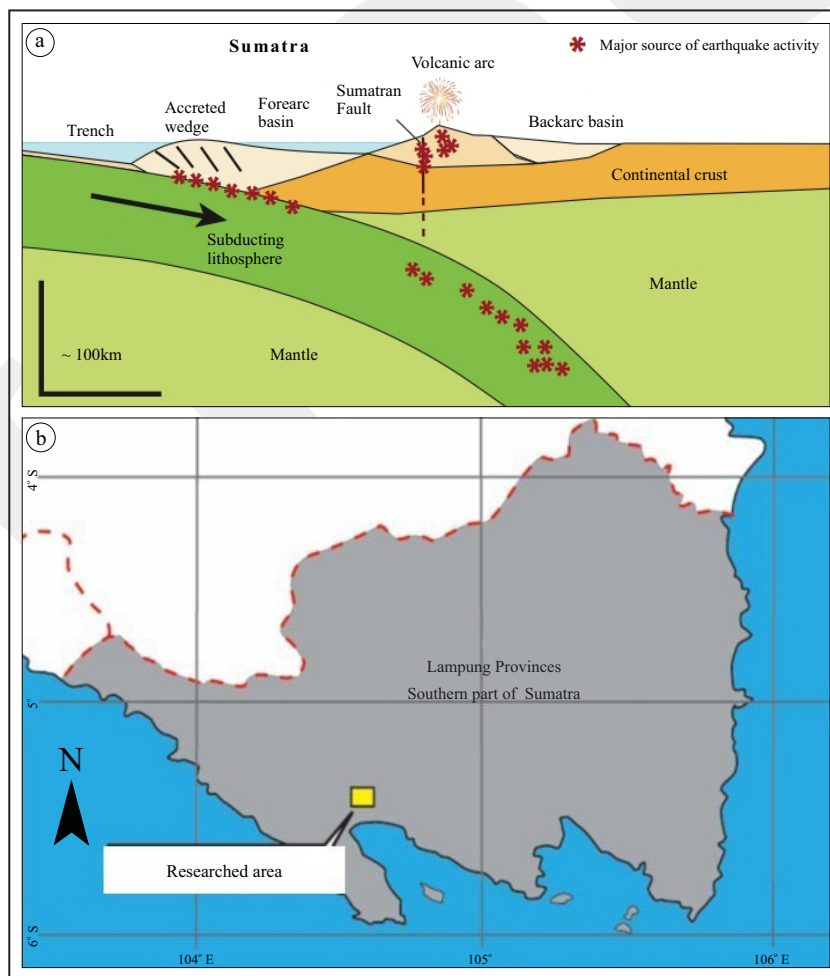 a
Sumatra
Major source of earthquake activity
Volcanic arc
Sumatran
Fault
Accreted
wedge
Forearc
basin
Trench
Backarc basin
Continental crust
Subducting
lithosphere
Mantle
~ 100km
Mantle
b
4° S
Lampung Provinces
Southern part of Sumatra
5°
N
Researched area
6° S
104° E
105°
106° E